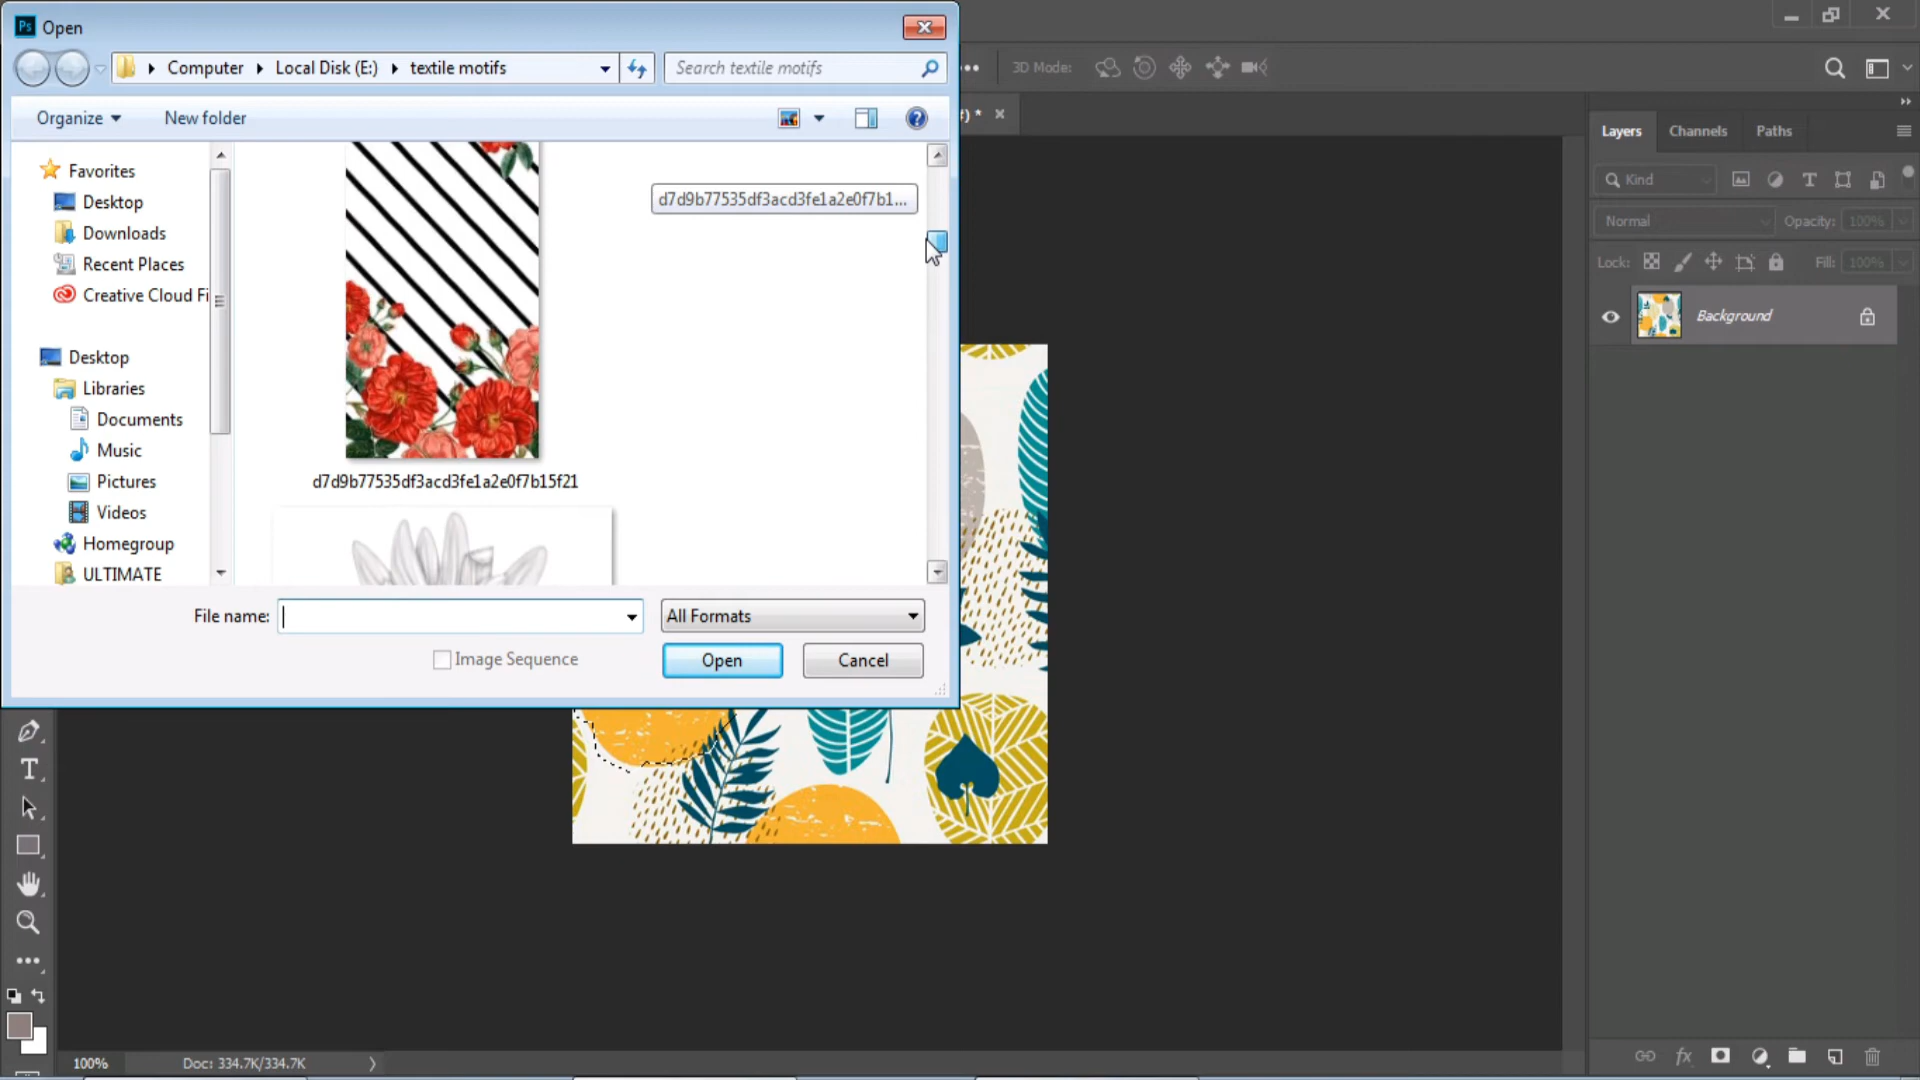 Ps Open
Computer Local Disk (E:) textile motifs
Search textile motifs
3D Mode:
Organize
New folder
) *
Layers Channels Paths
Favorites
Desktop
Downloads
Recent Places
Creative Cloud Fi
Desktop
Libraries
Documents
Music
Pictures
Videos
Homegroup
ULTIMATE
d7d9b77535df3acd3fe1a2e0f7b1...
d7d9b77535df3acd3fe1a2e0f7b15f21
Kind
Normal
Opacity: 100%
Lock:
Fill: 100%
Background
File name:
All Formats
Image Sequence
Open
Cancel
100%
Doc: 334.7K/334.7K